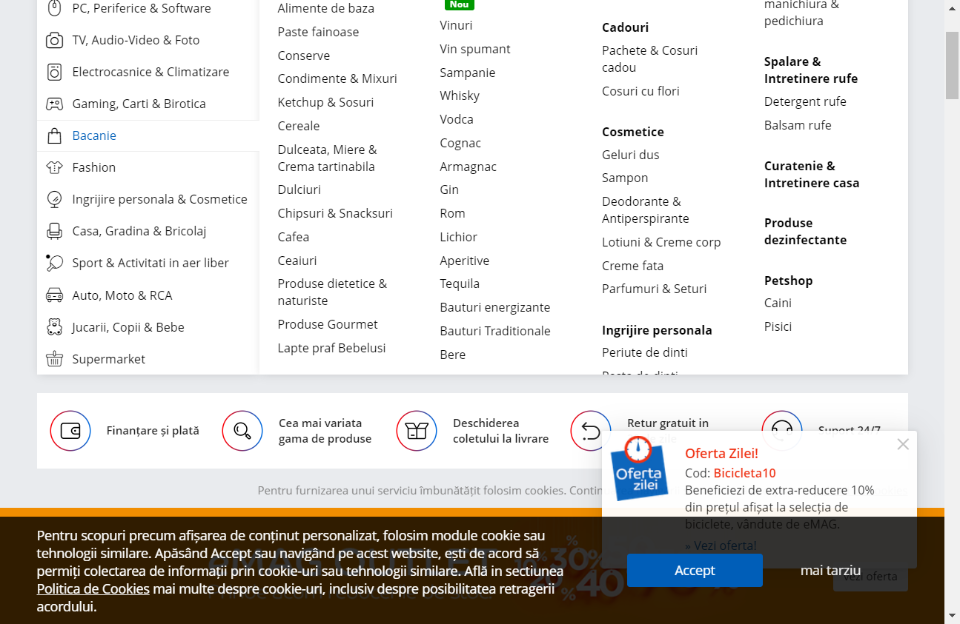 PC, Periferice & Software
TV, Audio-Video & Foto
Electrocasnice & Climatizare
Gaming, Carti & Birotica
Bacanie
Fashion
Ingrijire personala & Cosmetice
Casa, Gradina & Bricolaj
Sport & Activitati in aer liber
Auto, Moto & RCA
Jucarii, Copii & Bebe
Supermarket
Alimente de baza
Paste fainoase
Conserve
Condimente & Mixuri
Ketchup & Sosuri
Cereale
Dulceata, Miere &
Crema tartinabila
Dulciuri
Chipsuri & Snacksuri
Cafea
Ceaiuri
Produse dietetice &
naturiste
Produse Gourmet
Lapte praf Bebelusi
Nou
Vinuri
Vin spumant
Sampanie
Whisky
Vodca
Cognac
Armagnac
Gin
Rom
Lichior
Aperitive
Tequila
Bauturi energizante
Bauturi Traditionale
Bere
Cadouri
Pachete & Cosuri
cadou
Cosuri cu flori
Cosmetice
Geluri dus
Sampon
Deodorante &
Antiperspirante
Lotiuni & Creme corp
Creme fata
Parfumuri & Seturi
Ingrijire personala
Periute de dinti
Pasta de dinti
manichiura &
pedichiura
Spalare &
Intretinere rufe
Detergent rufe
Balsam rufe
Curatenie &
Intretinere casa
Produse
dezinfectante
Petshop
Caini
Pisici
Finanțare și plată
Cea mai variata
gama de produse
Deschiderea
coletului la livrare
Retur gratuit in
Suport 24/7
Oferta
zilei
Oferta Zilei!
Cod: Bicicleta10
Beneficiezi de extra-reducere 10%
din prețul afișat la selecția de
biciclete, vândute de eMAG.
» Vezi oferta!
Pentru furnizarea unui serviciu îmbunătățit folosim cookies.
Pentru scopuri precum afișarea de conținut personalizat, folosim module cookie sau
tehnologii similare. Apăsând Accept sau navigând pe acest website, ești de acord să
permiți colectarea de informații prin cookie-uri sau tehnologii similare. Află in sectiunea
Politica de Cookies mai multe despre cookie-uri, inclusiv despre posibilitatea retragerii
acordului.
Accept
mai tarziu
Vezi oferta
30%
40